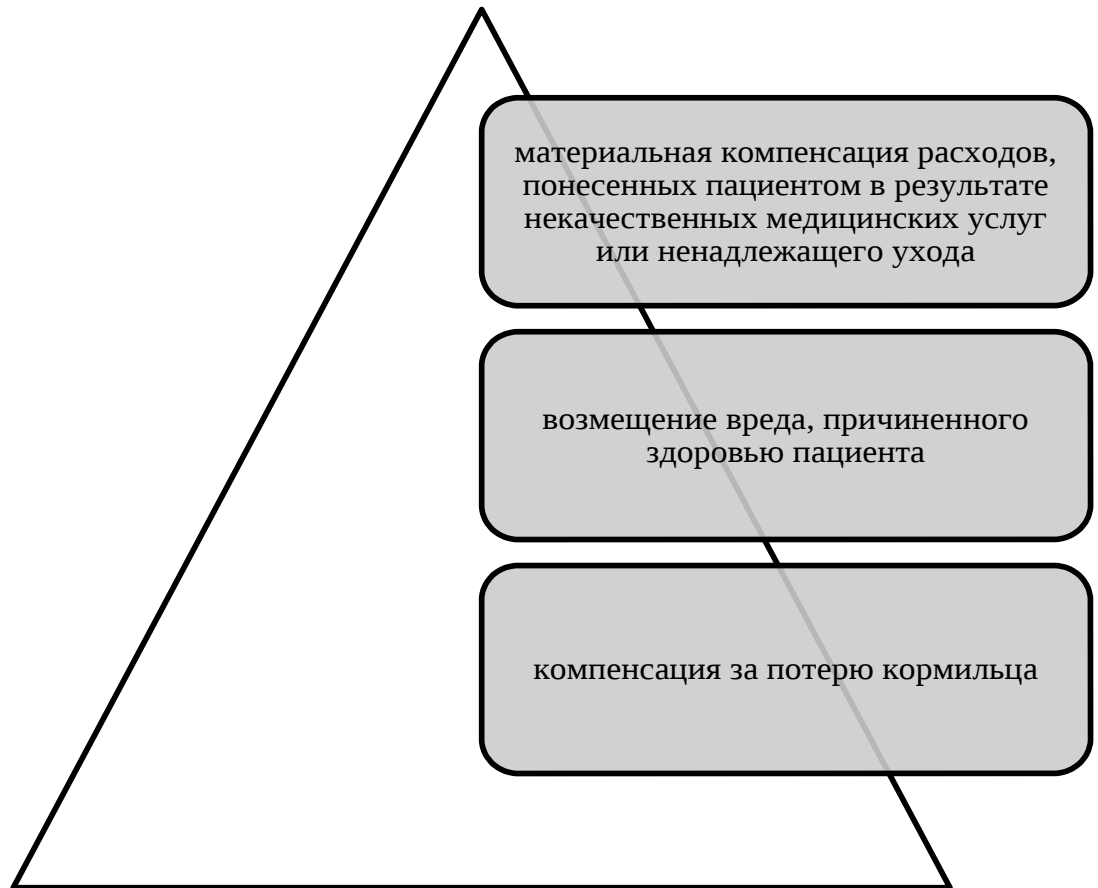 материальная компенсация расходов,
понесенных пациентом в результате
некачественных медицинских услуг
или ненадлежащего ухода
возмещение вреда, причиненного
здоровью пациента
компенсация за потерю кормильца